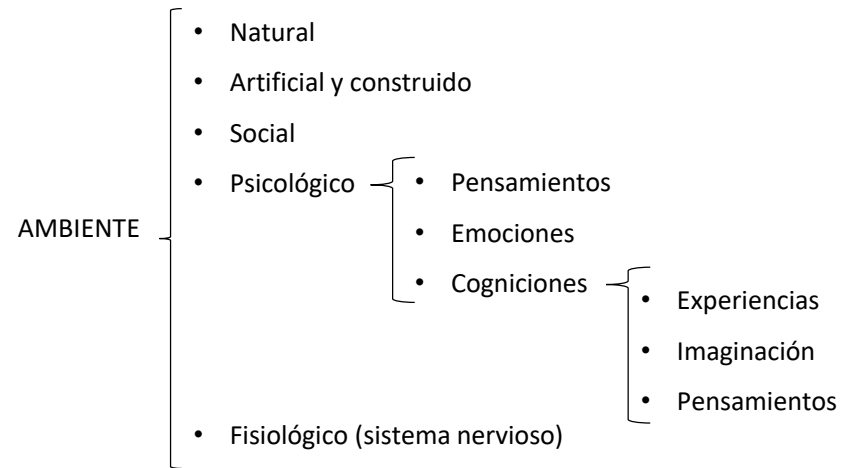 • Natural
• Artificial y construido
• Social
• Psicológico
• Pensamientos
• Emociones
AMBIENTE
• Cogniciones
• Experiencias
• Imaginación
• Pensamientos
• Fisiológico (sistema nervioso)